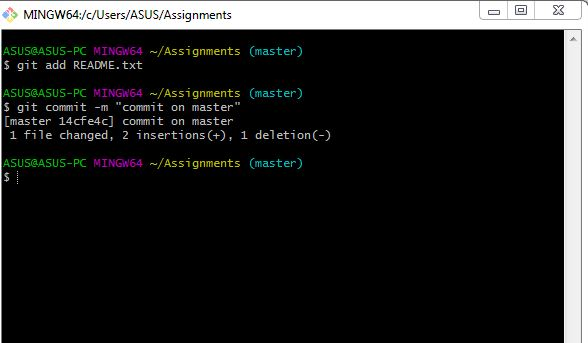 MINGW64:/c/Users/ASUS/Assignments
ASUS@ASUS-PC MINGW64 ~/Assignments (master)
$ git add README.txt
ASUS@ASUS-PC MINGW64 ~/Assignments (master)
$ git commit -m "commit on master"
[master 14cfe4c] commit on master
 1 file changed, 2 insertions(+), 1 deletion(-)
ASUS@ASUS-PC MINGW64 ~/Assignments (master)
$